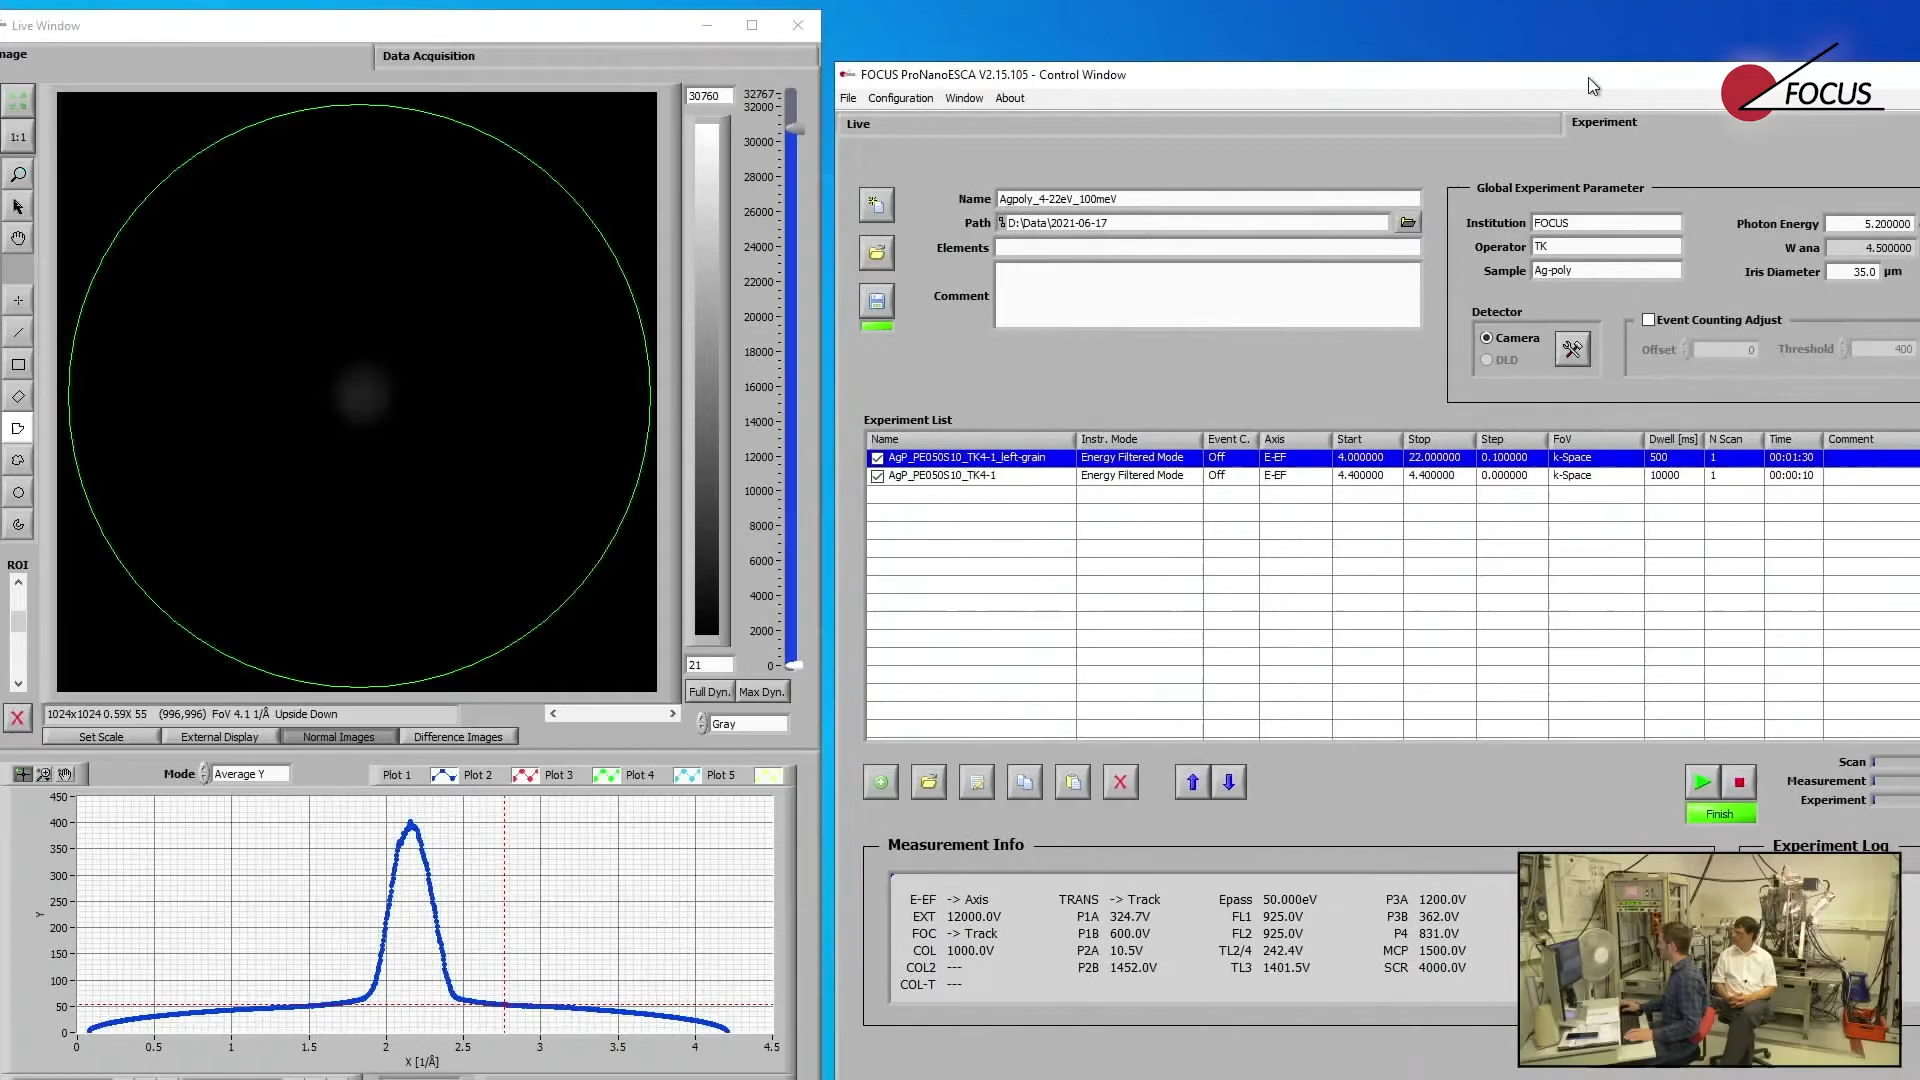 Live Window
mage
Data Acquisition
1:1
ROI
30760
32767
32000
30000
28000
26000
24000
22000
20000
18000
16000
14000
12000
10000
8000
6000
4000
2000
0
21
Full Dyn. Max Dyn.
Gray
1024x1024 0.59X 55 (996,996) FoV 4.1 1/Å Upside Down
Set Scale External Display Normal Images Difference Images
Mode Average Y
Plot 1 Plot 2 Plot 3 Plot 4 Plot 5
450
400
350
300
250
200
150
100
50
0
Y
0 0.5 1 1.5 2 2.5 3 3.5 4 4.5
X [1/Å]
FOCUS ProNanoESCA V2.15.105 - Control Window
FOCUS
File Configuration Window About
Live
Experiment
Name Agpoly_4-22eV_100meV
Path D:\Data\2021-06-17
Elements
Comment
Global Experiment Parameter
Institution FOCUS
Operator TK
Sample Ag-poly
Photon Energy 5.200000
W ana 4.500000
Iris Diameter 35.0 µm
Detector
Camera
DLD
Event Counting Adjust
Offset 0 Threshold 400
Experiment List
Name Instr. Mode Event C. Axis Start Stop Step FoV Dwell [ms] N Scan Time Comment
AgP_PE050S10_TK4-1_left-grain Energy Filtered Mode Off E-EF 4.000000 22.000000 0.100000 k-Space 500 1 00:01:30
AgP_PE050S10_TK4-1 Energy Filtered Mode Off E-EF 4.400000 4.400000 0.000000 k-Space 10000 1 00:00:10
Finish
Scan
Measurement
Experiment
Measurement Info
Experiment Log
E-EF -> Axis TRANS -> Track Epass 50.000eV P3A 1200.0V
EXT 12000.0V P1A 324.7V FL1 925.0V P3B 362.0V
FOC -> Track P1B 600.0V FL2 925.0V P4 831.0V
COL 1000.0V P2A 10.5V TL2/4 242.4V MCP 1500.0V
COL2 --- P2B 1452.0V TL3 1401.5V SCR 4000.0V
COL-T ---